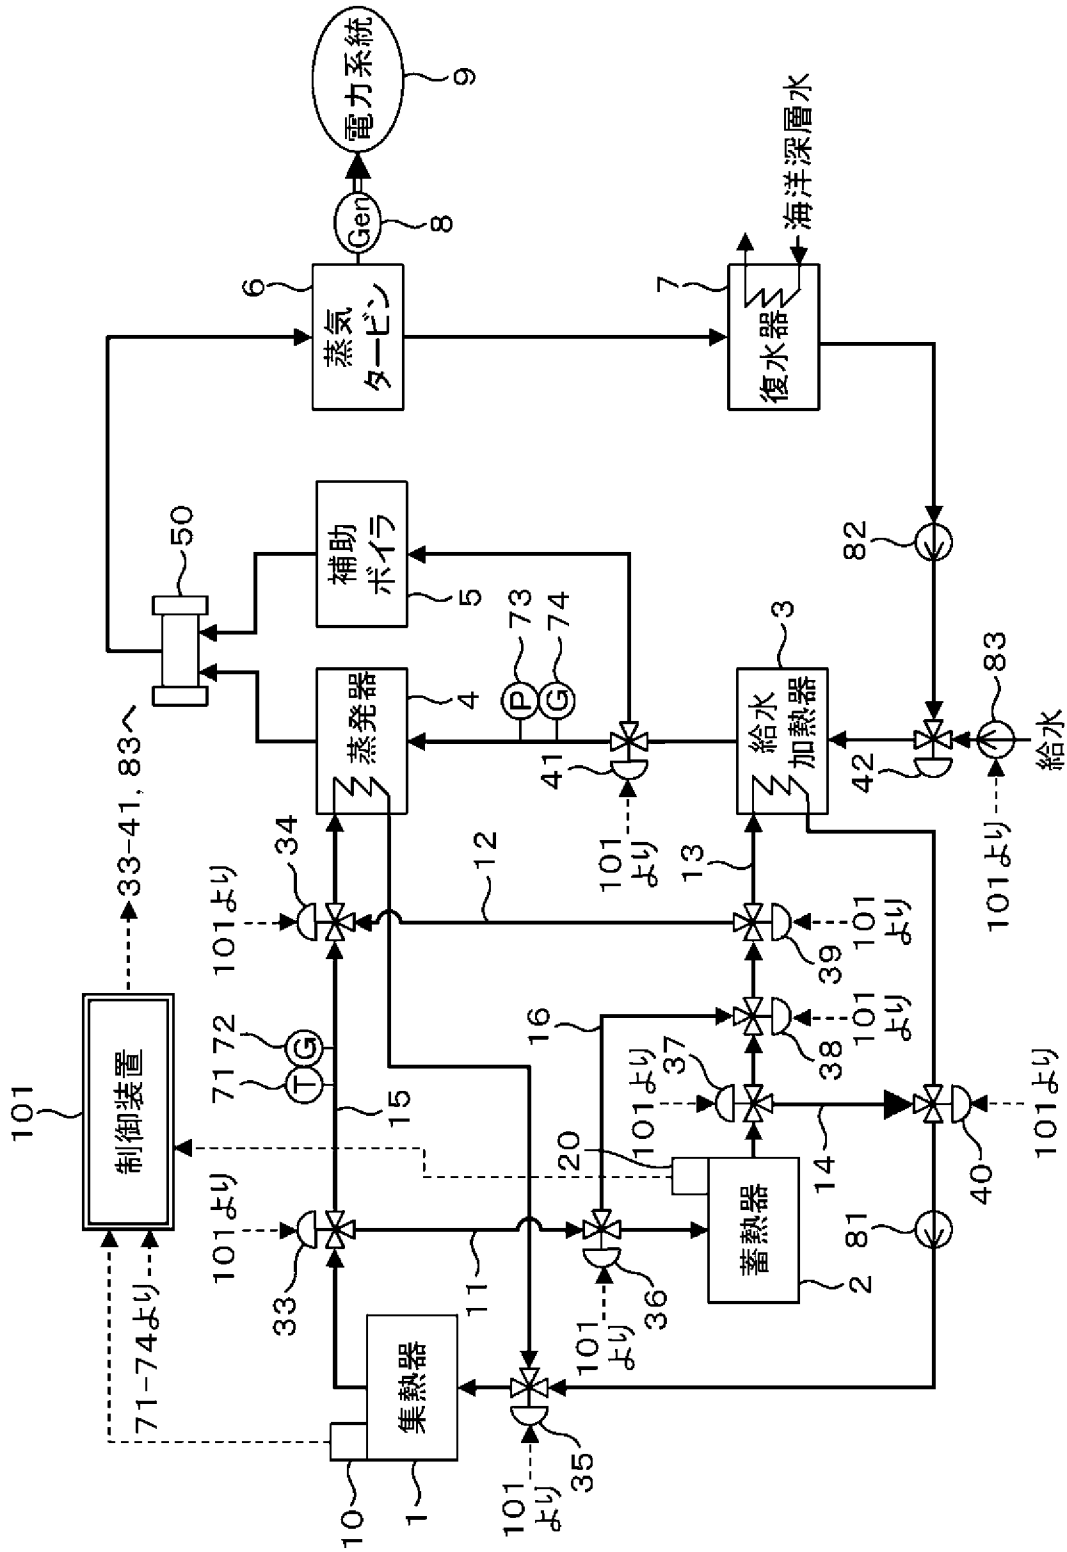 101
制御装置
33-41, 83へ
71-74より
10
集熱器
1
101より
33
101より
34
71 72
T G
15
11
12
16
13
14
101
より
35
101
より
36
20
蓄熱器
2
101より
37
101
より
38
101
より
39
101より
40
81
蒸発器
4
50
補助
ボイラ
5
P
73
G
74
41
101
より
給水
加熱器
3
42
101より
83
給水
82
蒸気
タービン
6
Gen
8
電力系統
9
復水器
7
海洋深層水